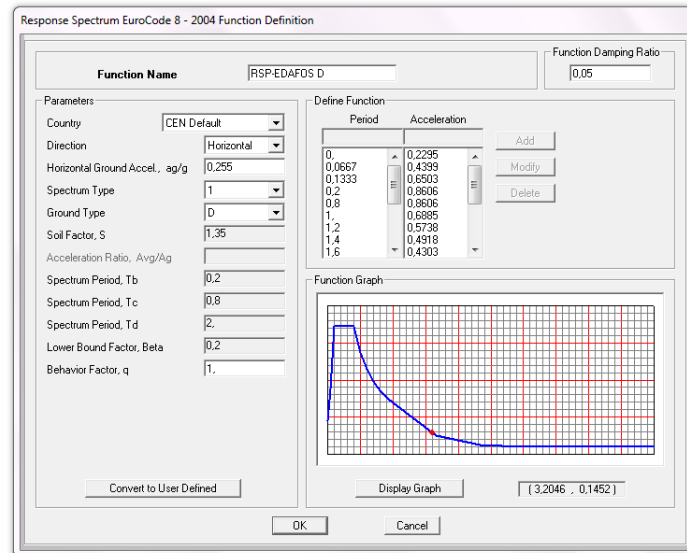 Response Spectrum EuroCode 8 - 2004 Function Definition
Function Name
RSP-EDAFOS D
Function Damping Ratio
0,05
Parameters
Country
CEN Default
Direction
Horizontal
Horizontal Ground Accel., ag/g
0,255
Spectrum Type
1
Ground Type
D
Soil Factor, S
1,35
Acceleration Ratio, Avg/Ag
Spectrum Period, Tb
0,2
Spectrum Period, Tc
0,8
Spectrum Period, Td
2,
Lower Bound Factor, Beta
0,2
Behavior Factor, q
1,
Convert to User Defined
Define Function
Period Acceleration
0, 0,2295
0,0667 0,4399
0,1333 0,6503
0,2 0,8606
0,8 0,8606
1, 0,6885
1,2 0,5738
1,4 0,4918
1,6 0,4303
Add
Modify
Delete
Function Graph
Display Graph
( 3,2046 , 0,1452 )
OK
Cancel